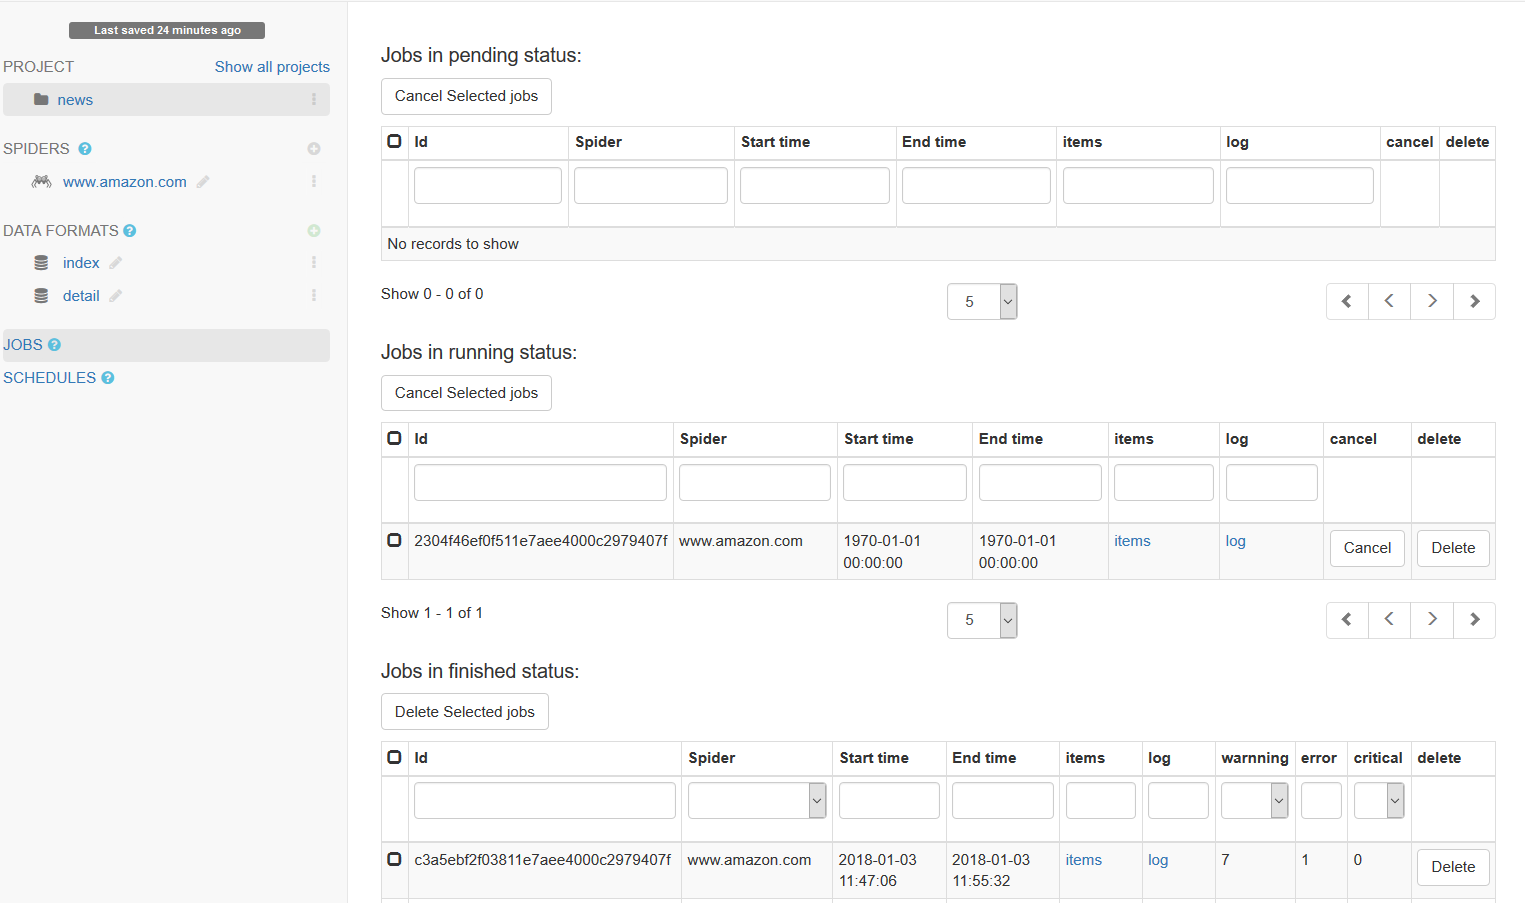 Last saved 24 minutes ago
PROJECT Show all projects
news
SPIDERS ?
www.amazon.com
DATA FORMATS ?
index
detail
JOBS ?
SCHEDULES ?
Jobs in pending status:
Cancel Selected jobs
Id Spider Start time End time items log cancel delete
No records to show
Show 0 - 0 of 0 5
Jobs in running status:
Cancel Selected jobs
Id Spider Start time End time items log cancel delete
2304f46ef0f511e7aee4000c2979407f www.amazon.com 1970-01-01 1970-01-01 items log Cancel Delete
00:00:00 00:00:00
Show 1 - 1 of 1 5
Jobs in finished status:
Delete Selected jobs
Id Spider Start time End time items log warnning error critical delete
c3a5ebf2f03811e7aee4000c2979407f www.amazon.com 2018-01-03 2018-01-03 items log 7 1 0 Delete
11:47:06 11:55:32